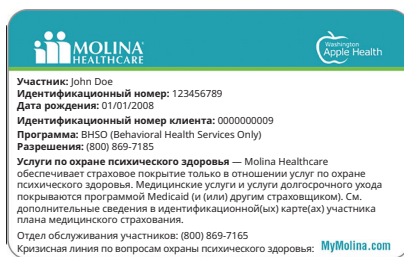 MOLINA®
HEALTHCARE
Washington
Apple Health
Участник: John Doe
Идентификационный номер: 123456789
Дата рождения: 01/01/2008
Идентификационный номер клиента: 0000000009
Программа: BHSO (Behavioral Health Services Only)
Разрешения: (800) 869-7185
Услуги по охране психического здоровья — Molina Healthcare
обеспечивает страховое покрытие только в отношении услуг по охране
психического здоровья. Медицинские услуги и услуги долгосрочного ухода
покрываются программой Medicaid (и (или) другим страховщиком). См.
дополнительные сведения в идентификационной(ых) карте(ах) участника
плана медицинского страхования.
Отдел обслуживания участников: (800) 869-7165
Кризисная линия по вопросам охраны психического здоровья: MyMolina.com